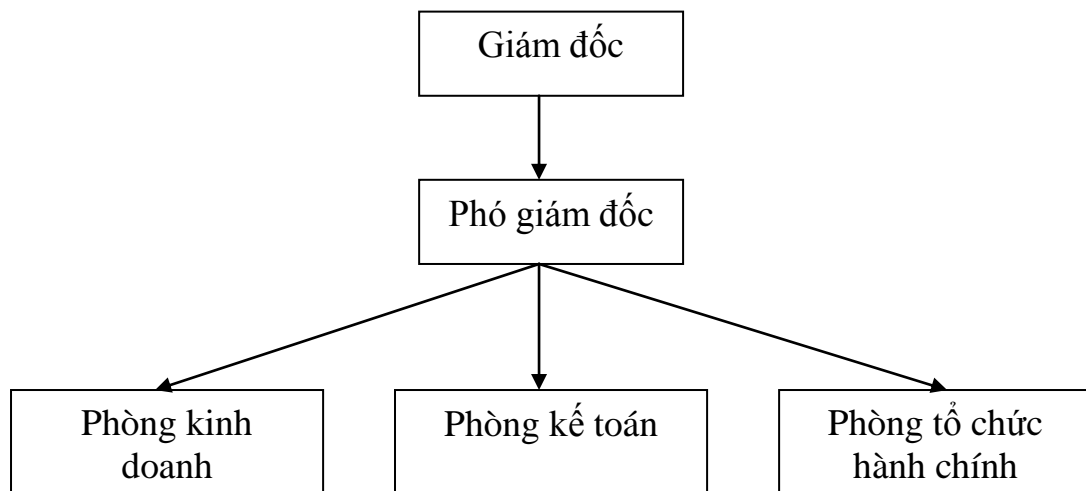 Giám đốc
Phó giám đốc
Phòng kinh
doanh
Phòng kế toán
Phòng tổ chức
hành chính